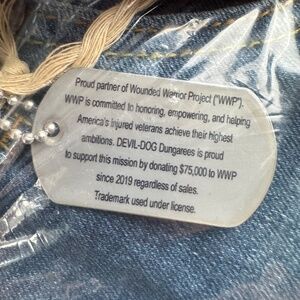 Proud partner of Wounded Warrior Project ("WWP").
WWP is committed to honoring, empowering, and helping
America's injured veterans achieve their highest
ambitions. DEVIL-DOG Dungarees is proud
to support this mission by donating $75,000 to WWP
since 2019 regardless of sales.
Trademark used under license.